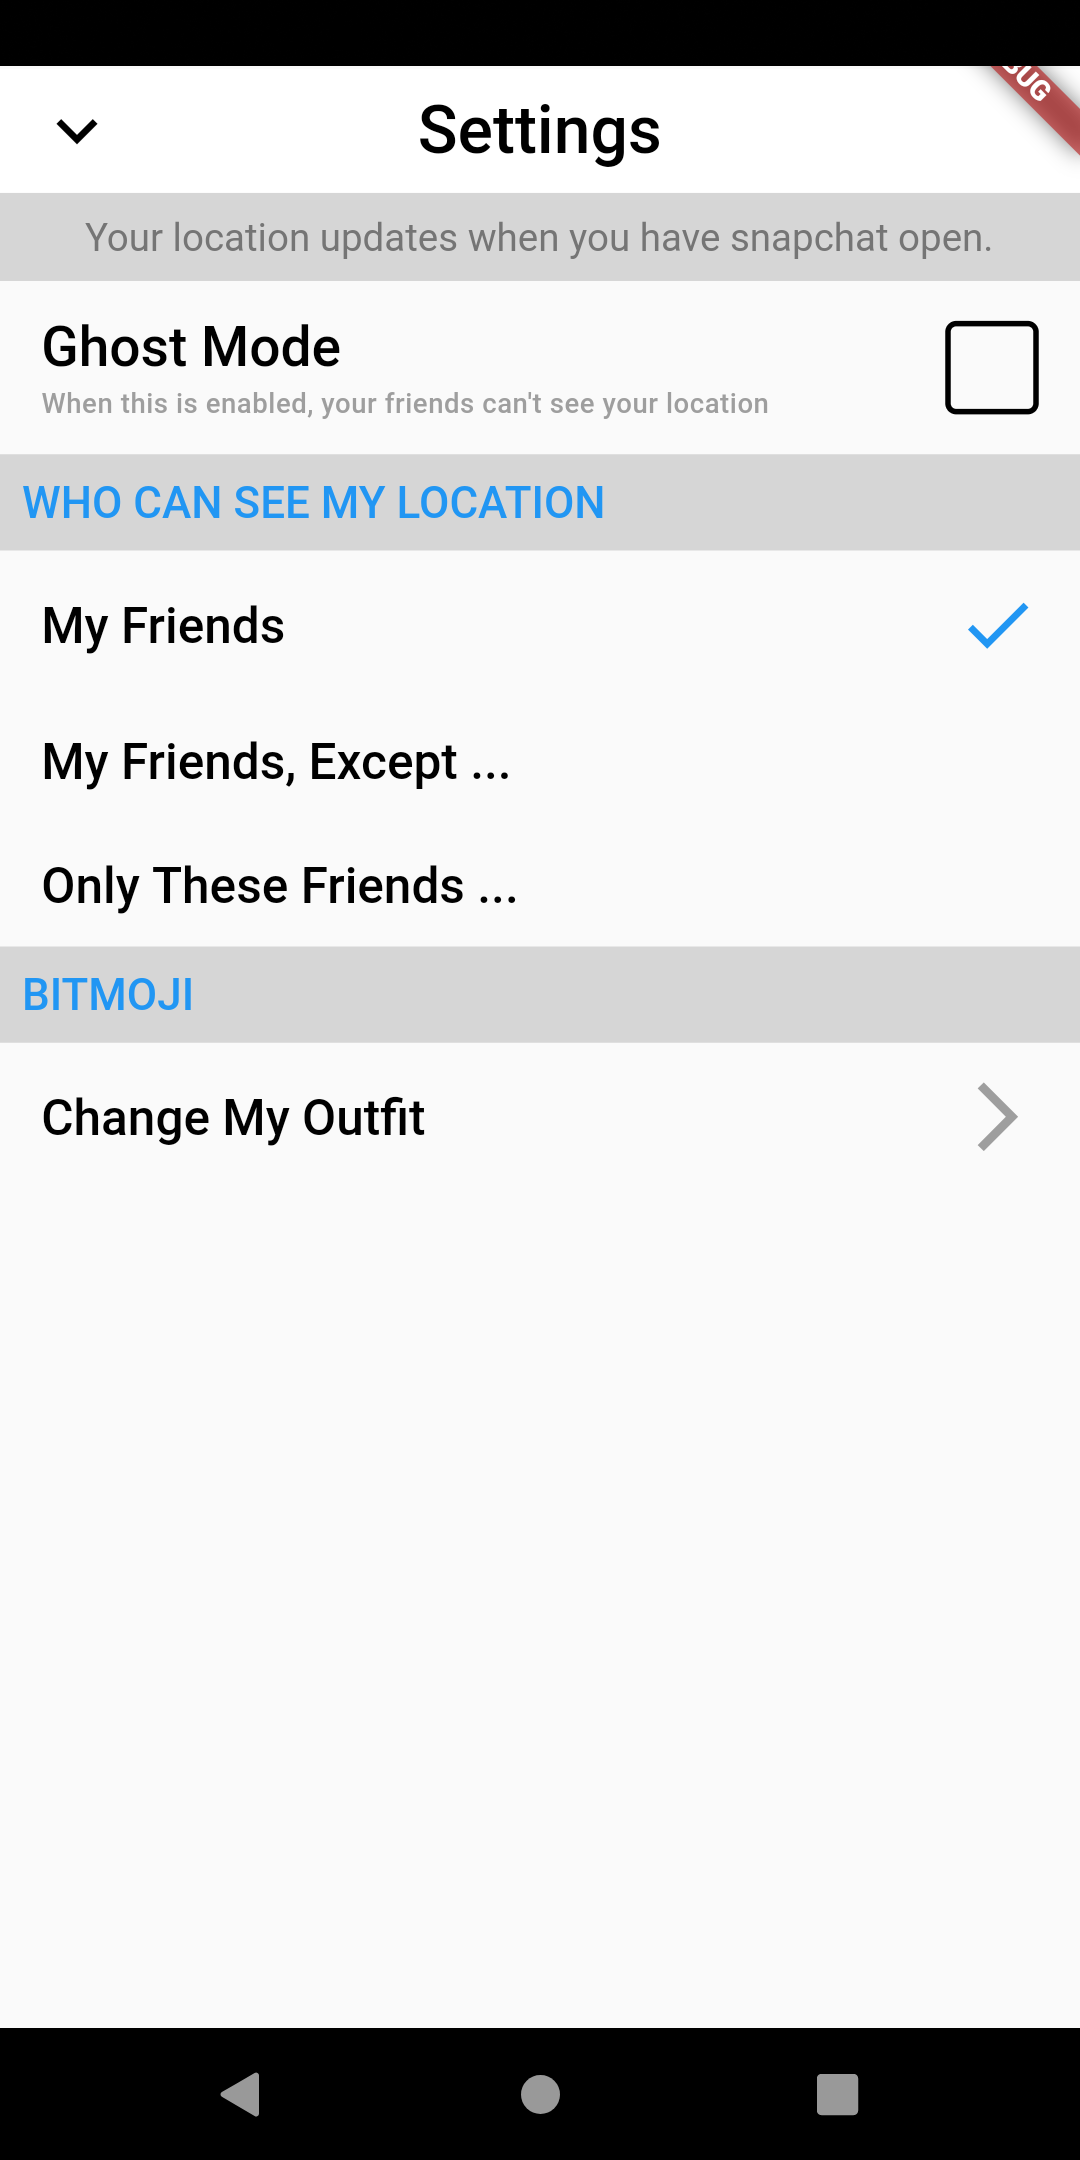 Settings
Your location updates when you have snapchat open.
Ghost Mode
When this is enabled, your friends can't see your location
WHO CAN SEE MY LOCATION
My Friends
My Friends, Except ...
Only These Friends ...
BITMOJI
Change My Outfit